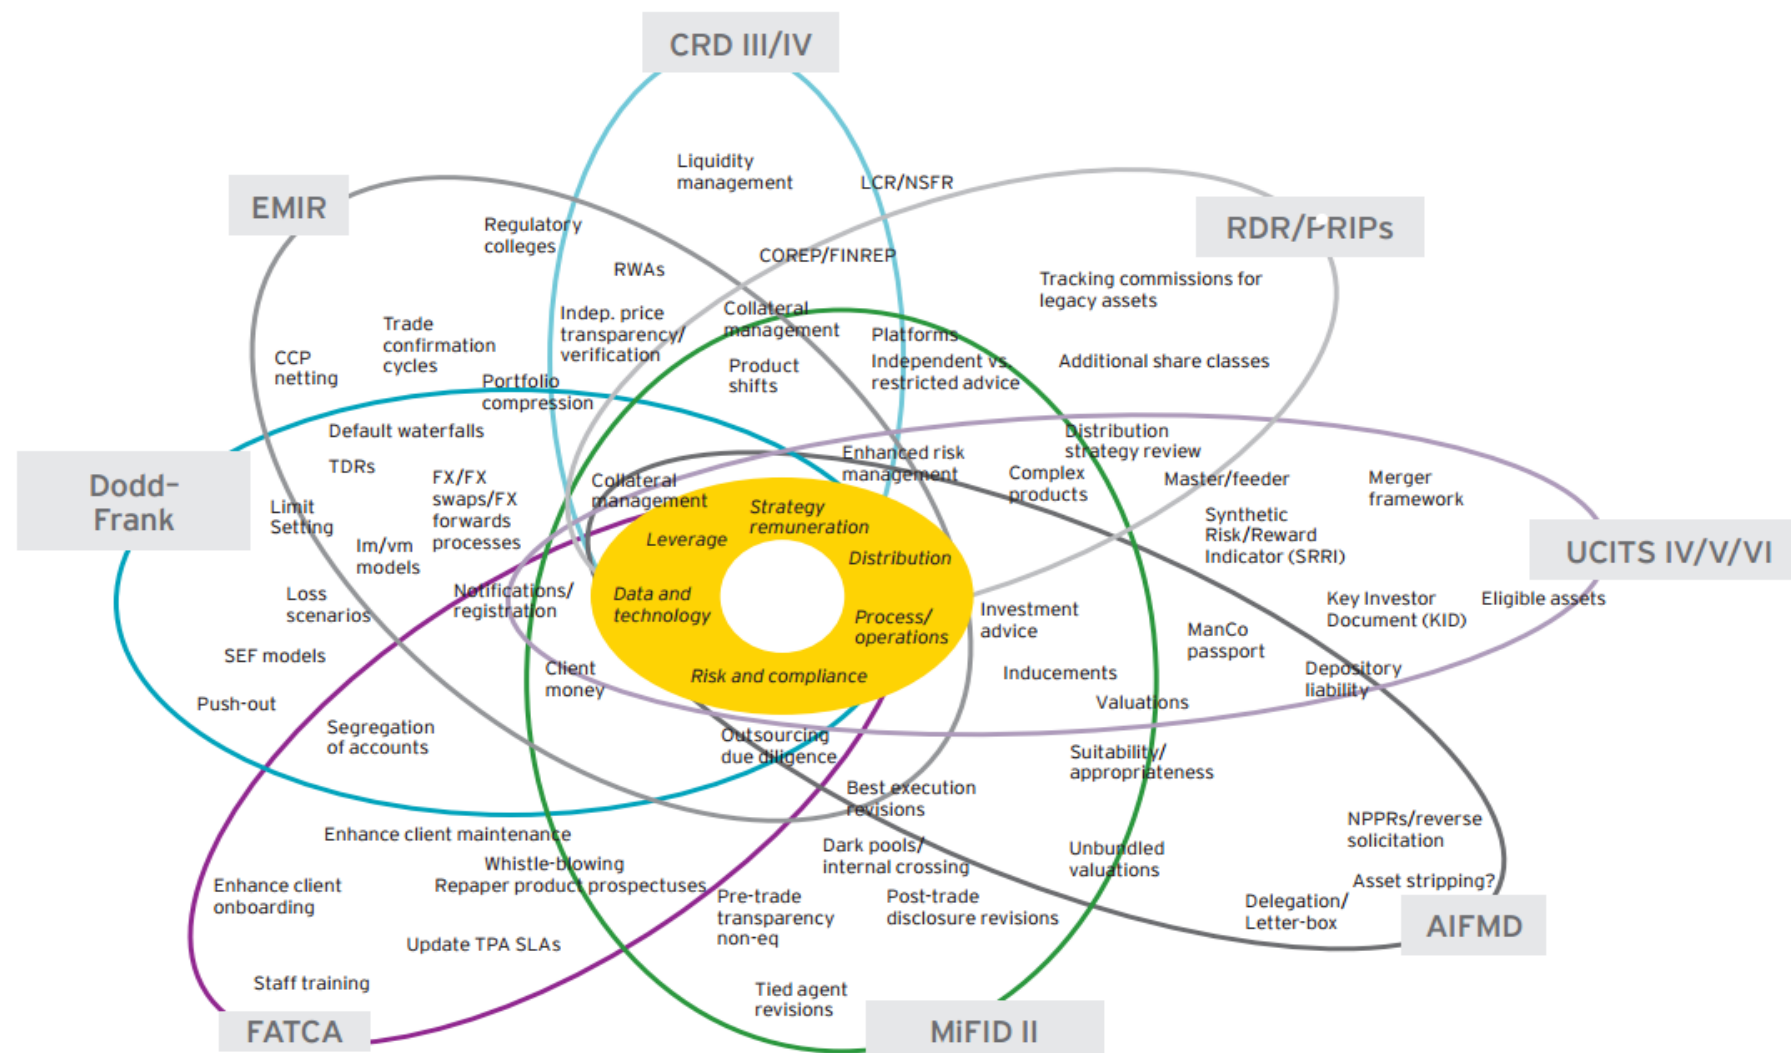 CRD III/IV
Liquidity
management
LCR/NSFR
EMIR
Regulatory
colleges
RWAs
COREP/FINREP
RDR/PRIPs
Tracking commissions for
legacy assets
Trade
confirmation
cycles
CCP
netting
Indep. price
transparency/
verification
Collateral
management
Product
shifts
Platforms
Independent vs.
restricted advice
Additional share classes
Portfolio
compression
Default waterfalls
TDRs
FX/FX
swaps/FX
forwards
processes
Limit
Setting
Im/vm
models
Dodd-
Frank
Collateral
management
Enhanced risk
management
Complex
products
Distribution
strategy review
Master/feeder
Merger
framework
Synthetic
Risk/Reward
Indicator (SRRI)
UCITS IV/V/VI
Strategy
remuneration
Leverage
Distribution
Data and
technology
Process/
operations
Risk and compliance
Loss
scenarios
Notifications/
registration
Investment
advice
Key Investor
Document (KID)
Eligible assets
ManCo
passport
SEF models
Client
money
Inducements
Depository
liability
Push-out
Valuations
Segregation
of accounts
Outsourcing
due diligence
Suitability/
appropriateness
Best execution
revisions
Enhance client maintenance
Whistle-blowing
Repaper product prospectuses
Dark pools/
internal crossing
Unbundled
valuations
NPPRs/reverse
solicitation
Asset stripping?
Enhance client
onboarding
Pre-trade
transparency
non-eq
Post-trade
disclosure revisions
Delegation/
Letter-box
AIFMD
Update TPA SLAs
Staff training
Tied agent
revisions
FATCA
MiFID II